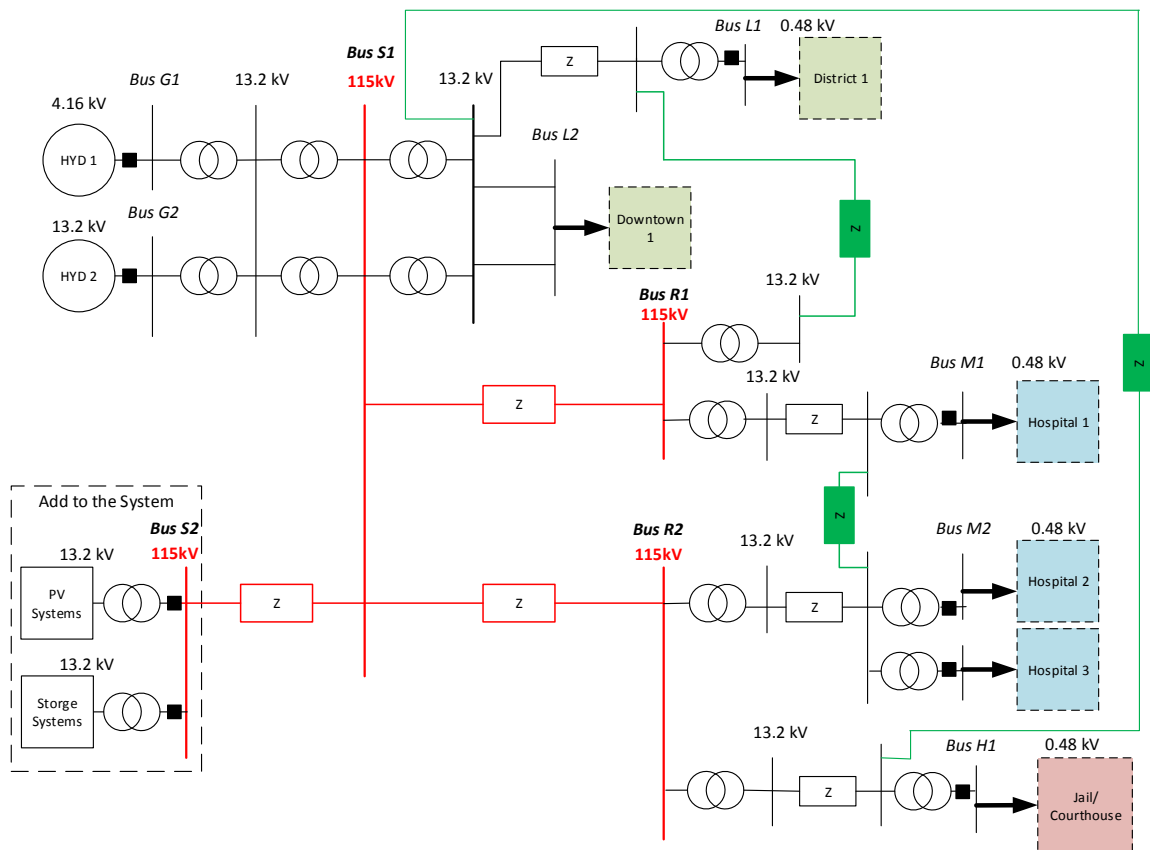 Bus L1
0.48 kV
Bus S1
115kV
13.2 kV
Z
District 1
Bus G1
13.2 kV
4.16 kV
HYD 1
Bus L2
Bus G2
13.2 kV
HYD 2
Downtown
1
Z
13.2 kV
Bus R1
115kV
Z
Bus M1
0.48 kV
13.2 kV
Z
Z
Hospital 1
Add to the System
Bus S2
115kV
13.2 kV
PV
Systems
Z
13.2 kV
Storge
Systems
Z
Bus R2
115kV
Z
13.2 kV
Bus M2
0.48 kV
Z
Hospital 2
Hospital 3
13.2 kV
Bus H1
0.48 kV
Z
Jail/
Courthouse